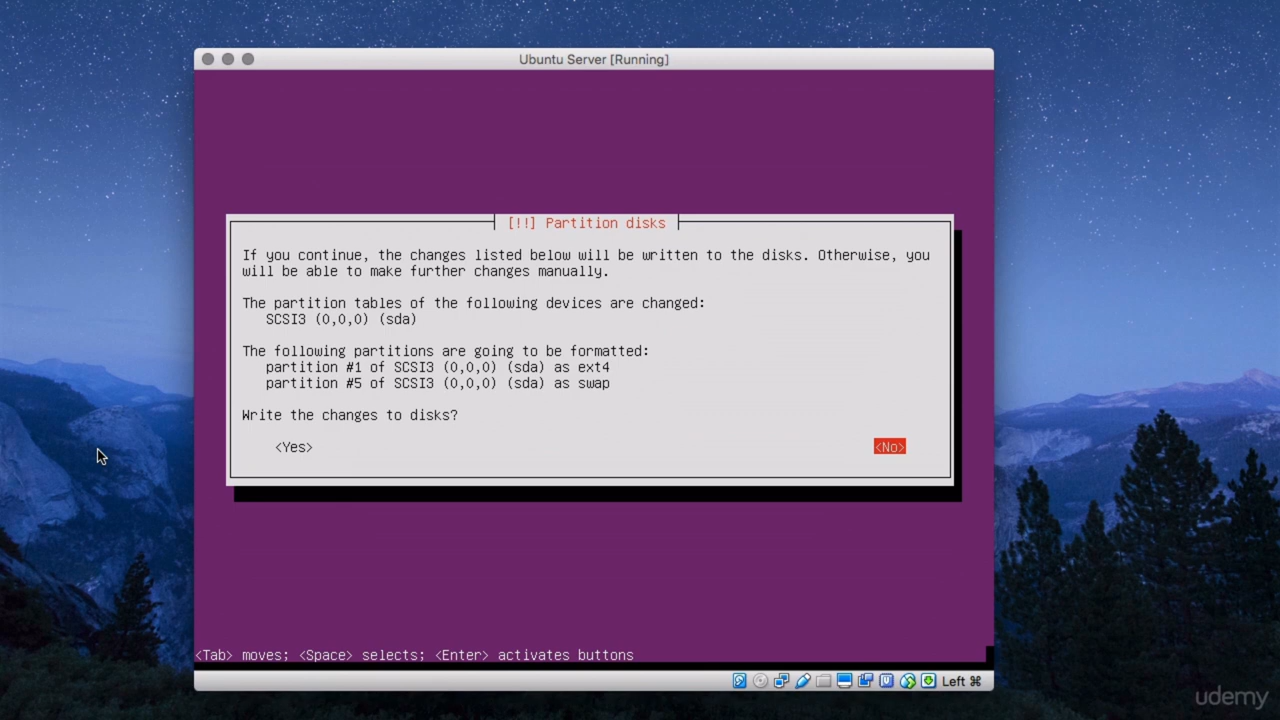 Ubuntu Server [Running]
[!!] Partition disks
If you continue, the changes listed below will be written to the disks. Otherwise, you
will be able to make further changes manually.
The partition tables of the following devices are changed:
SCSI3 (0,0,0) (sda)
The following partitions are going to be formatted:
partition #1 of SCSI3 (0,0,0) (sda) as ext4
partition #5 of SCSI3 (0,0,0) (sda) as swap
Write the changes to disks?
<Yes> <No>
<Tab> moves; <Space> selects; <Enter> activates buttons
Left ⌘
udemy